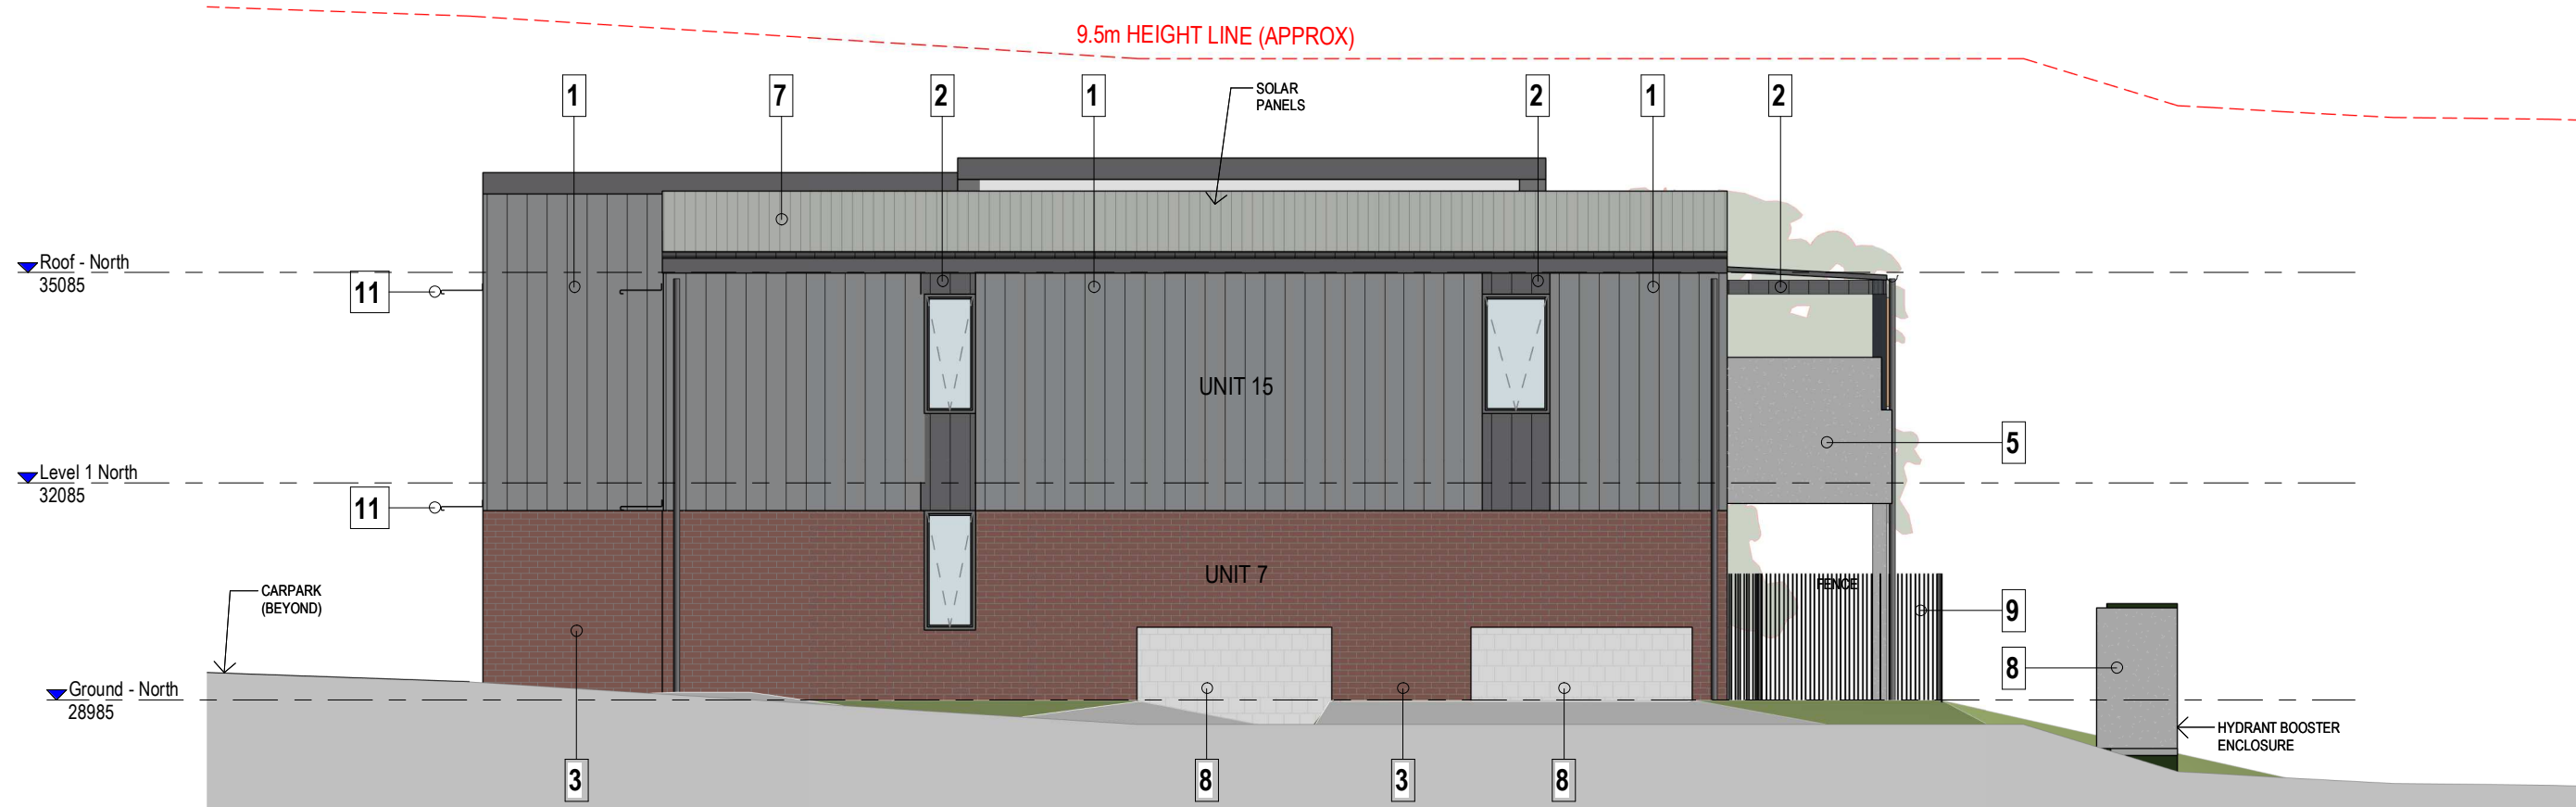 9.5m HEIGHT LINE (APPROX)
1
7
2
1
SOLAR
PANELS
2
1
2
Roof - North
35085
11
UNIT 15
5
Level 1 North
32085
11
UNIT 7
CARPARK
(BEYOND)
FENCE
9
8
Ground - North
28985
HYDRANT BOOSTER
ENCLOSURE
3
8
3
8